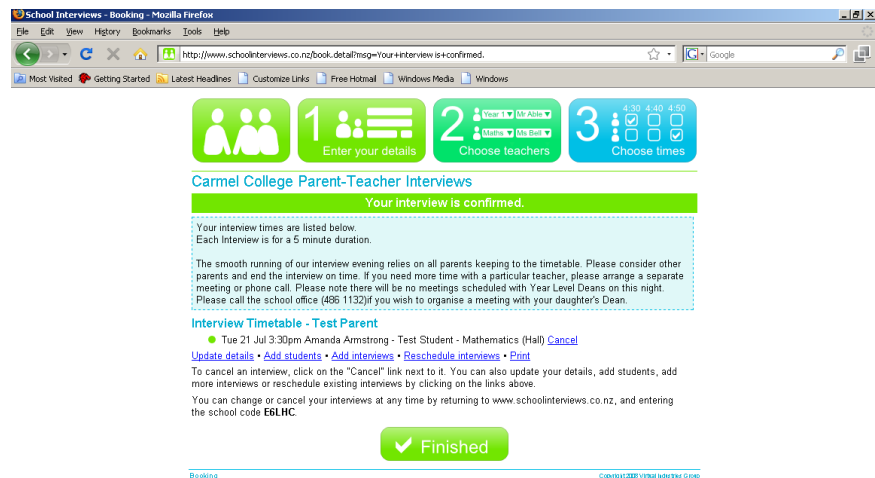 School Interviews - Booking - Mozilla Firefox
File Edit View History Bookmarks Tools Help
http://www.schoolinterviews.co.nz/book.detail?msg=Your+interview+is+confirmed. Google
Most Visited Getting Started Latest Headlines Customize Links Free Hotmail Windows Media Windows
1 Enter your details
2 Year 1 Mr Able
Maths Ms Bell
Choose teachers
3 4:30 4:40 4:50
Choose times
Carmel College Parent-Teacher Interviews
Your interview is confirmed.
Your interview times are listed below.
Each Interview is for a 5 minute duration.
The smooth running of our interview evening relies on all parents keeping to the timetable. Please consider other
parents and end the interview on time. If you need more time with a particular teacher, please arrange a separate
meeting or phone call. Please note there will be no meetings scheduled with Year Level Deans on this night.
Please call the school office (486 1132)if you wish to organise a meeting with your daughter's Dean.
Interview Timetable - Test Parent
Tue 21 Jul 3:30pm Amanda Armstrong - Test Student - Mathematics (Hall) Cancel
Update details • Add students • Add interviews • Reschedule interviews • Print
To cancel an interview, click on the "Cancel" link next to it. You can also update your details, add students, add
more interviews or reschedule existing interviews by clicking on the links above.
You can change or cancel your interviews at any time by returning to www.schoolinterviews.co.nz, and entering
the school code E6LHC.
Finished
Booking Copyright 2008 Virtual Industries Group